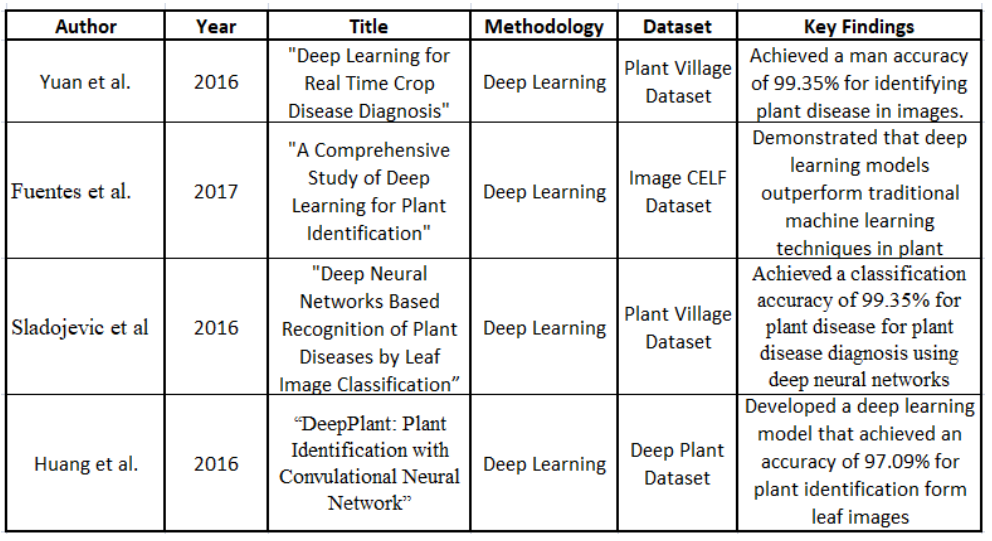 Author Year Title Methodology Dataset Key Findings
Yuan et al.
2016
"Deep Learning for
Real Time Crop
Disease Diagnosis"
Deep Learning
Plant Village
Dataset
Achieved a man accuracy
of 99.35% for identifying
plant disease in images.
Fuentes et al.
2017
"A Comprehensive
Study of Deep
Learning for Plant
Identification"
Deep Learning
Image CELF
Dataset
Demonstrated that deep
learning models
outperform traditional
machine learning
techniques in plant
Sladojevic et al
2016
"Deep Neural
Networks Based
Recognition of Plant
Diseases by Leaf
Image Classification”
Deep Learning
Plant Village
Dataset
Achieved a classification
accuracy of 99.35% for
plant disease for plant
disease diagnosis using
deep neural networks
Huang et al.
2016
“DeepPlant: Plant
Identification with
Convulational Neural
Network”
Deep Learning
Deep Plant
Dataset
Developed a deep learning
model that achieved an
accuracy of 97.09% for
plant identification form
leaf images